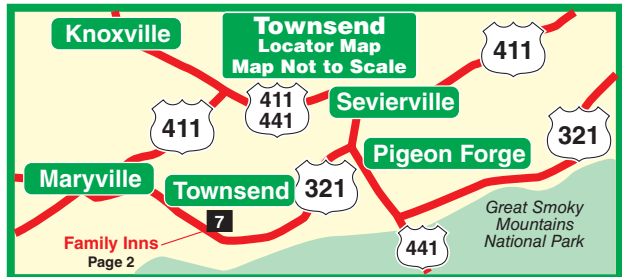 Knoxville
Townsend
Locator Map
Map Not to Scale
411
411
441
Sevierville
411
321
Pigeon Forge
Maryville
Townsend
321
7
Family Inns
Page 2
441
Great Smoky
Mountains
National Park